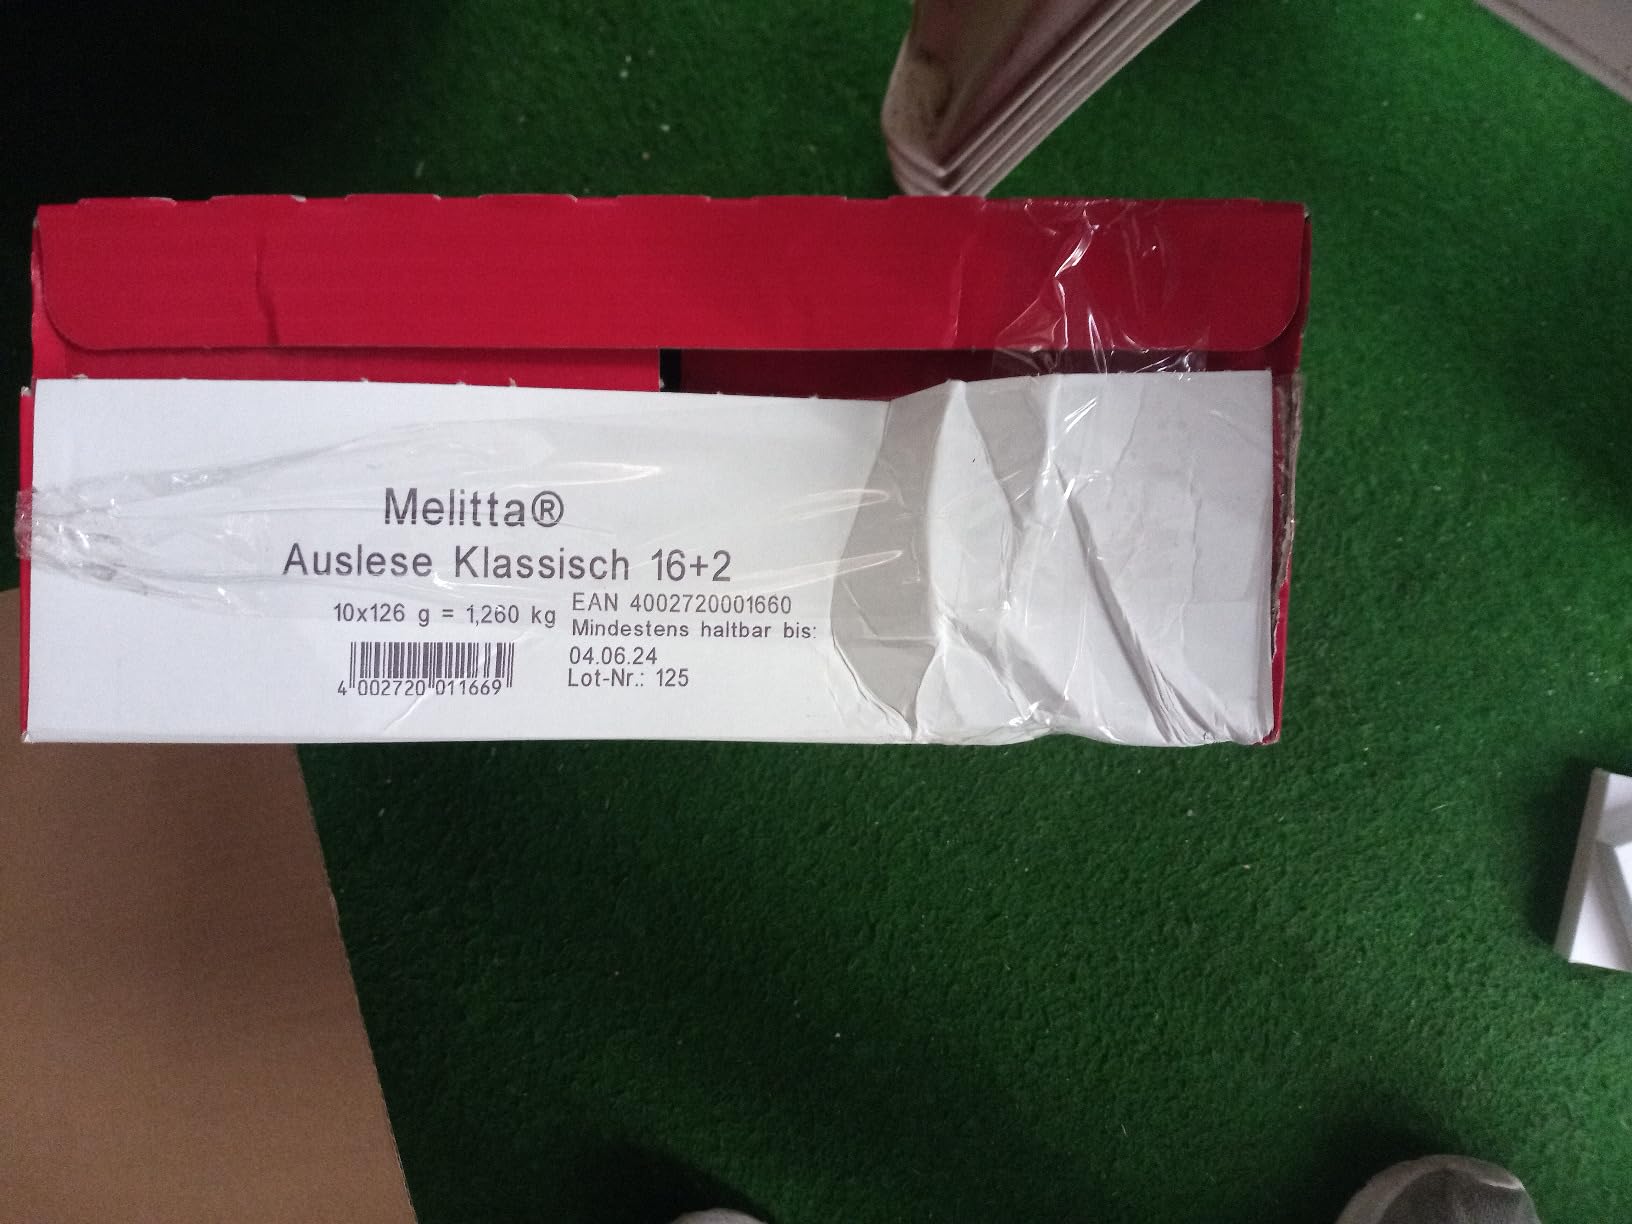 Melitta®
Auslese Klassisch 16+2
10x126 g = 1,260 kg
EAN 4002720001660
Mindestens haltbar bis:
04.06.24
Lot-Nr.: 125
4 002720 011669